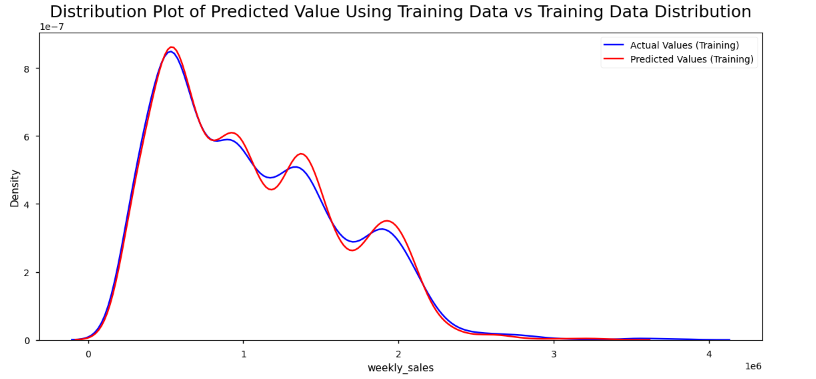 Distribution Plot of Predicted Value Using Training Data vs Training Data Distribution
1e−7
Actual Values (Training)
Predicted Values (Training)
8
6
4
2
0
Density
0 1 2 3 4
weekly_sales
1e6